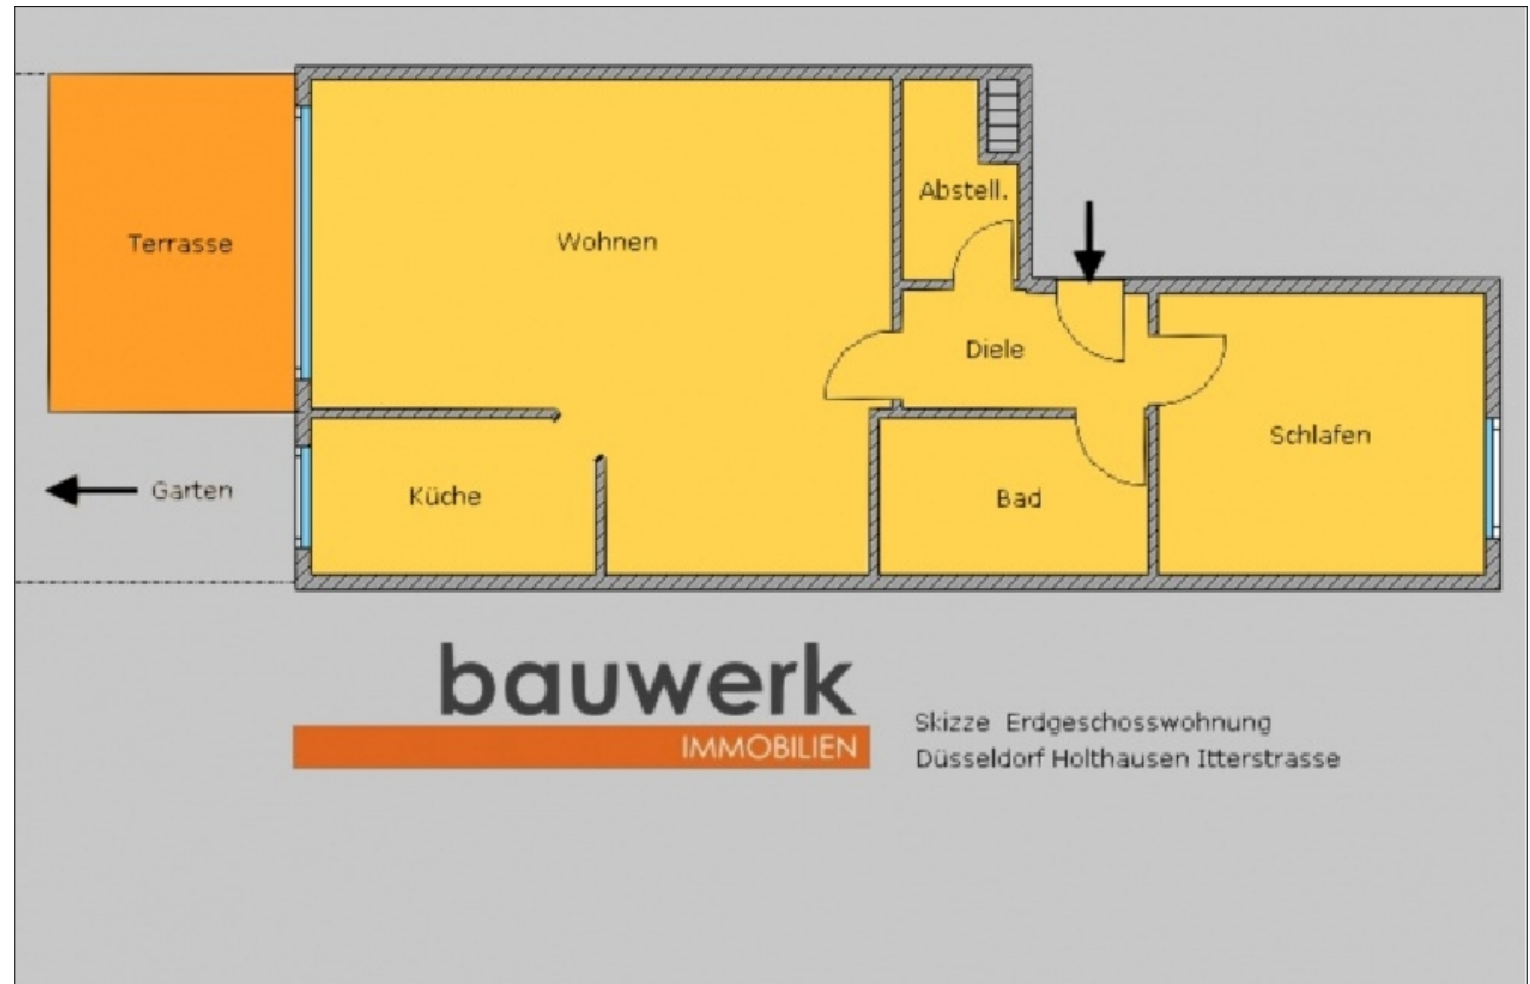 Abstell.
Terrasse
Wohnen
Diele
Schlafen
Garten
Küche
Bad
bauwerk
IMMOBILIEN
Skizze Erdgeschosswohnung
Düsseldorf Holthausen Itterstrasse